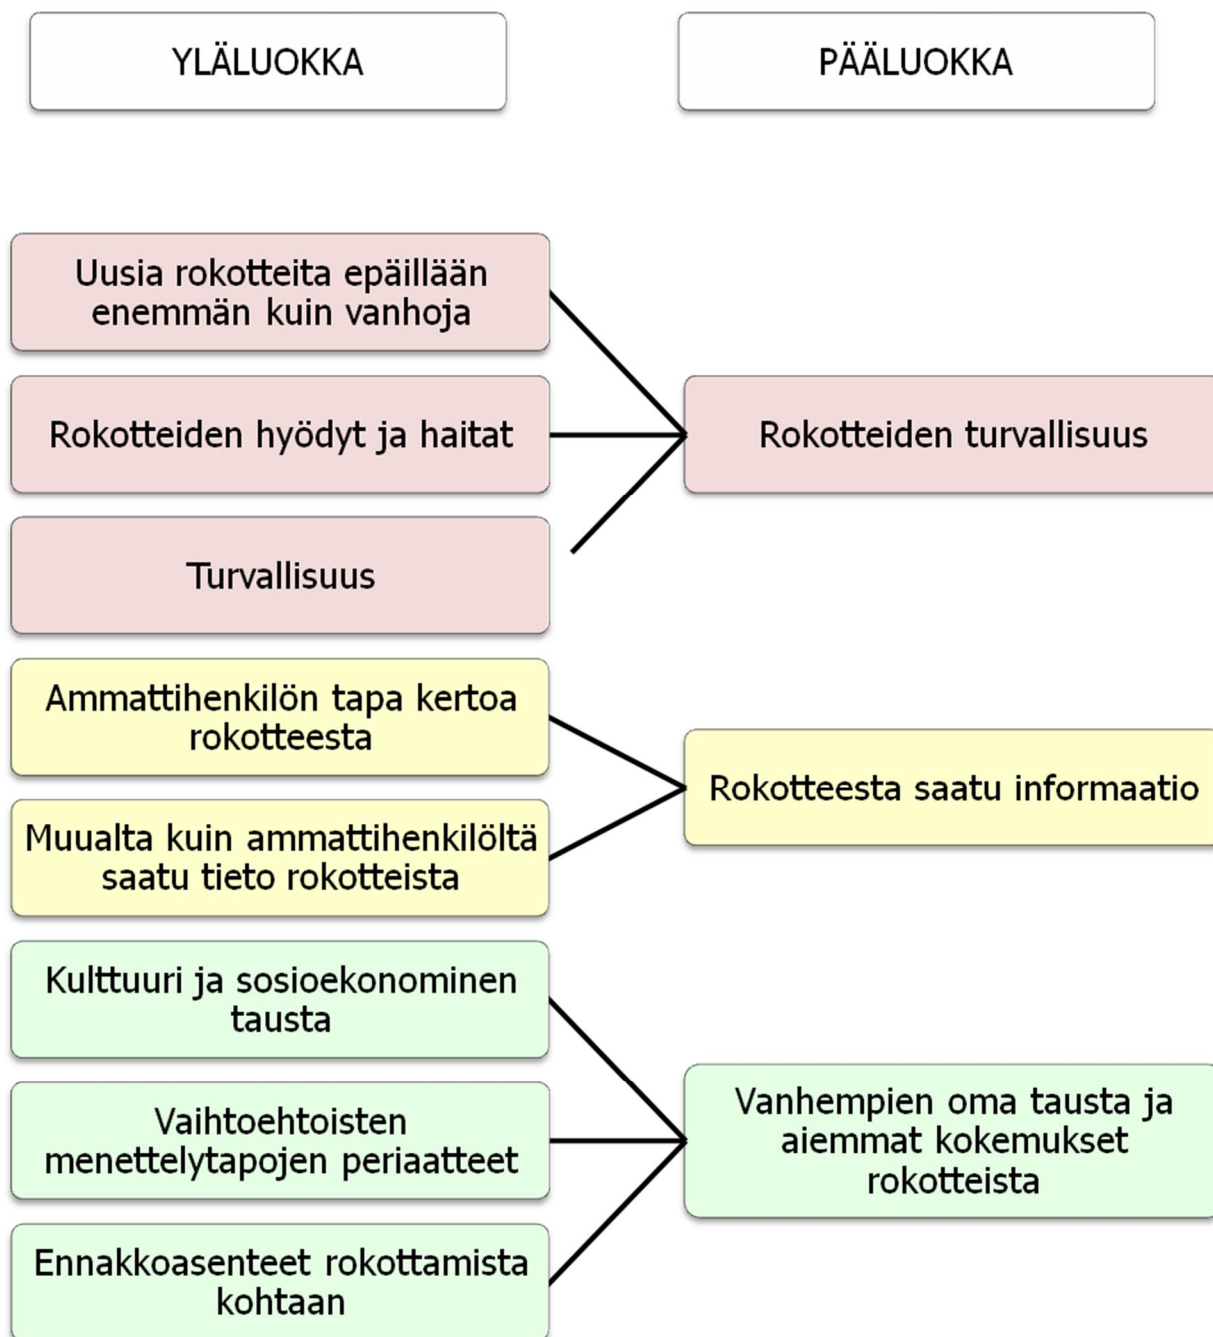 YLÄLUOKKA
PÄÄLUOKKA
Uusia rokotteita epäillään
enemmän kuin vanhoja
Rokotteiden hyödyt ja haitat
Rokotteiden turvallisuus
Turvallisuus
Ammattihenkilön tapa kertoa
rokotteesta
Rokotteesta saatu informaatio
Muualta kuin ammattihenkilöltä
saatu tieto rokotteista
Kulttuuri ja sosioekonominen
tausta
Vaihtoehtoisten
menettelytapojen periaatteet
Vanhempien oma tausta ja
aiemmat kokemukset
rokotteista
Ennakkoasenteet rokottamista
kohtaan